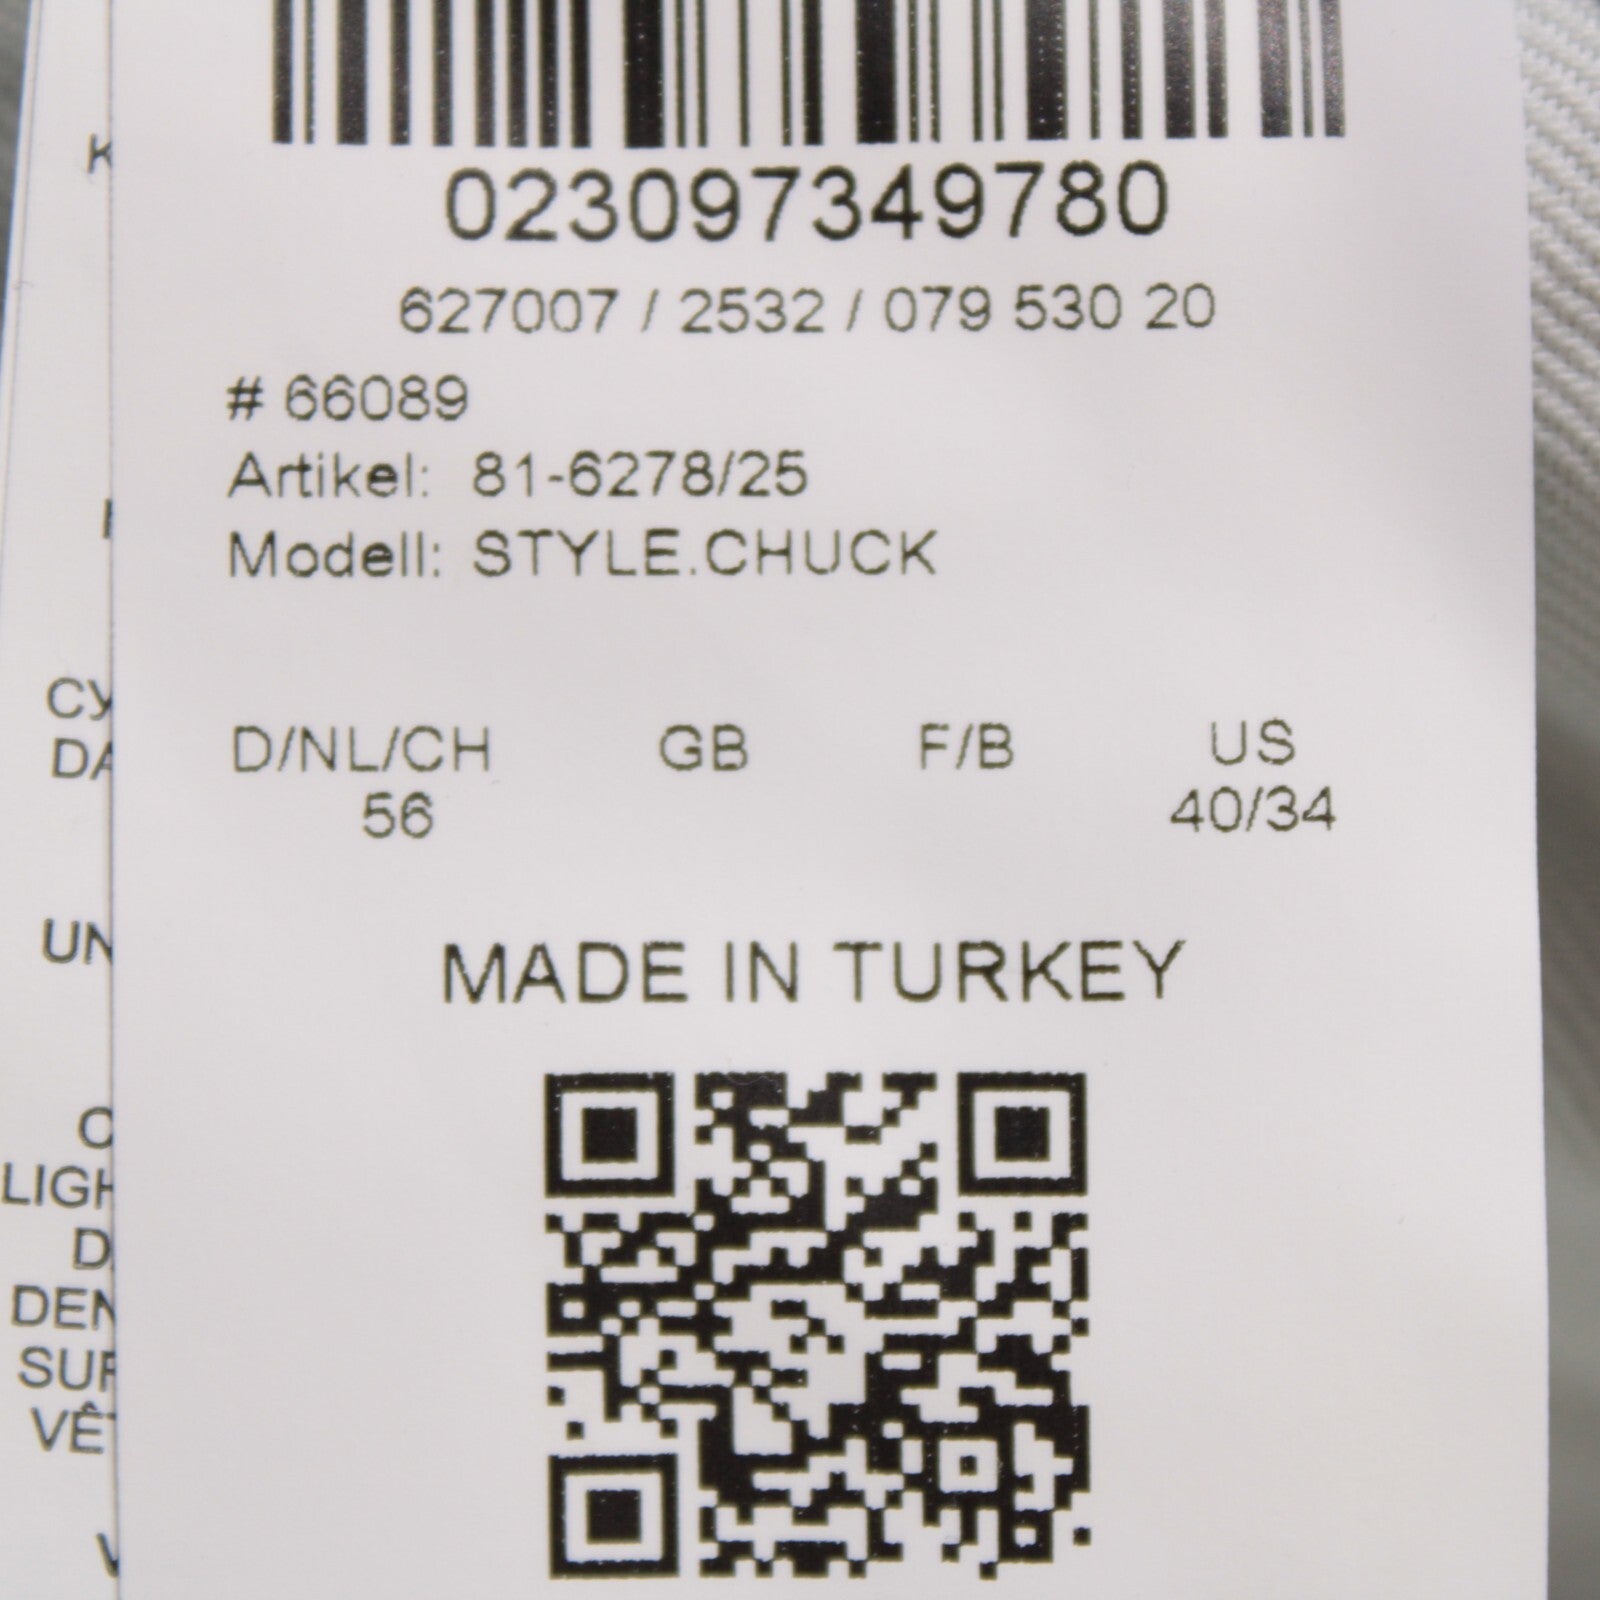 023097349780
627007 / 2532 / 079 530 20
# 66089
Artikel: 81-6278/25
Modell: STYLE.CHUCK
D/NL/CH GB F/B US
56 40/34
MADE IN TURKEY